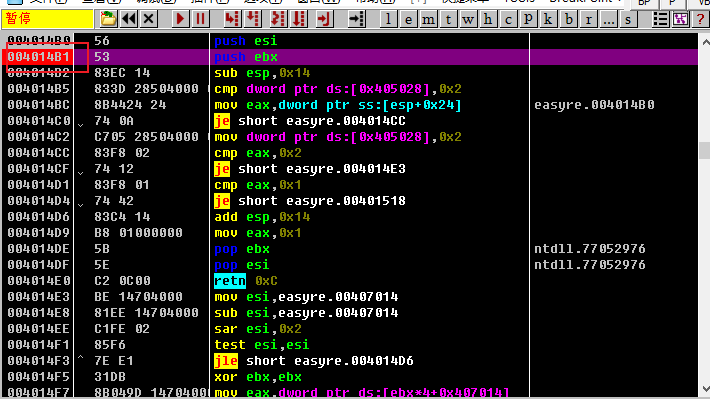 暂停
l e m t w h c P k b z r ... s
004014B0 56 push esi
004014B1 53 push ebx
004014B2 83EC 14 sub esp,0x14
004014B5 833D 28504000 cmp dword ptr ds:[0x405028],0x2
004014BC 8B4424 24 mov eax,dword ptr ss:[esp+0x24] easyre.004014B0
004014C0 74 0A je short easyre.004014CC
004014C2 C705 28504000 mov dword ptr ds:[0x405028],0x2
004014CC 83F8 02 cmp eax,0x2
004014CF 74 12 je short easyre.004014E3
004014D1 83F8 01 cmp eax,0x1
004014D4 74 42 je short easyre.00401518
004014D6 83C4 14 add esp,0x14
004014D9 B8 01000000 mov eax,0x1
004014DE 5B pop ebx ntdll.77052976
004014DF 5E pop esi ntdll.77052976
004014E0 C2 0C00 retn 0xC
004014E3 BE 14704000 mov esi,easyre.00407014
004014E8 81EE 14704000 sub esi,easyre.00407014
004014EE C1FE 02 sar esi,0x2
004014F1 85F6 test esi,esi
004014F3 ^ 7E E1 jle short easyre.004014D6
004014F5 31DB xor ebx,ebx
004014F7 8B049D 1470400 mov eax,dword ptr ds:[ebx*4+0x407014]